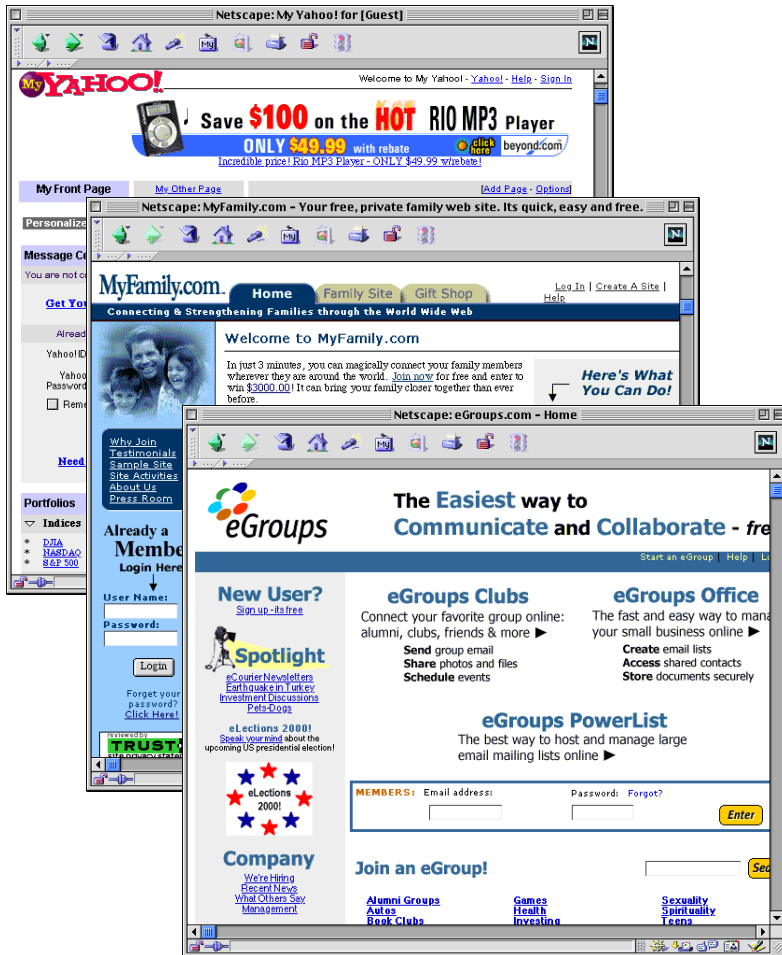 Netscape: My Yahoo! for [Guest]
My
My YAHOO!
Welcome to My Yahoo! - Yahoo! - Help - Sign In
Save $100 on the HOT RIO MP3 Player
ONLY $49.99 with rebate click here beyond.com
Incredible price! Rio MP3 Player - ONLY $49.99 w/rebate!
My Front Page My Other Page [Add Page - Options]
Personalize
Message Ce
You are not c
Get You
Alread
Yahoo! ID
Yahoo
Password
Reme
Need
Portfolios
Indices
* DJIA
* NASDAQ
* S&P 500
Netscape: MyFamily.com - Your free, private family web site. Its quick, easy and free.
My
MyFamily.com
Home Family Site Gift Shop
Log In | Create A Site |
Help
Connecting & Strengthening Families through the World Wide Web
Welcome to MyFamily.com
In just 3 minutes, you can magically connect your family members
wherever they are around the world. Join now for free and enter to
win $3000.00! It can bring your family closer together than ever
before.
Here's What
You Can Do!
Why Join
Testimonials
Sample Site
Site Activities
About Us
Press Room
Already a
Membe
Login Here
User Name:
Password:
Login
Forget your
password?
Click Here!
reviewed by
TRUST
site privacy statem
Netscape: eGroups.com - Home
My
eGroups
The Easiest way to
Communicate and Collaborate - fre
Start an eGroup | Help | Lo
New User?
Sign up - its free
Spotlight
eCourier Newsletters
Earthquake in Turkey
Investment Discussions
Pets-Dogs
eLections 2000!
Speak your mind about the
upcoming US presidential election!
eLections
2000!
Company
We're Hiring
Recent News
What Others Say
Management
eGroups Clubs
Connect your favorite group online:
alumni, clubs, friends & more
Send group email
Share photos and files
Schedule events
eGroups Office
The fast and easy way to mana
your small business online
Create email lists
Access shared contacts
Store documents securely
eGroups PowerList
The best way to host and manage large
email mailing lists online
MEMBERS: Email address: Password: Forgot?
Enter
Join an eGroup!
Sea
Alumni Groups Games Sexuality
Autos Health Spirituality
Book Clubs Investing Teens